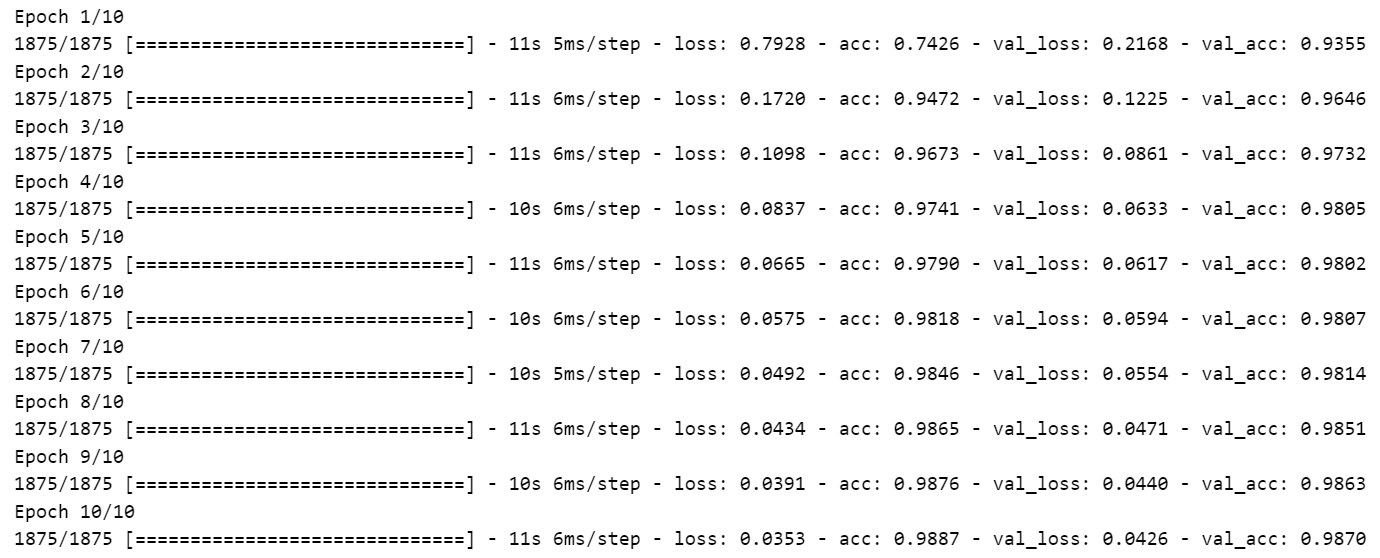 Epoch 1/10
1875/1875 [==============================] - 11s 5ms/step - loss: 0.7928 - acc: 0.7426 - val_loss: 0.2168 - val_acc: 0.9355
Epoch 2/10
1875/1875 [==============================] - 11s 6ms/step - loss: 0.1720 - acc: 0.9472 - val_loss: 0.1225 - val_acc: 0.9646
Epoch 3/10
1875/1875 [==============================] - 11s 6ms/step - loss: 0.1098 - acc: 0.9673 - val_loss: 0.0861 - val_acc: 0.9732
Epoch 4/10
1875/1875 [==============================] - 10s 6ms/step - loss: 0.0837 - acc: 0.9741 - val_loss: 0.0633 - val_acc: 0.9805
Epoch 5/10
1875/1875 [==============================] - 11s 6ms/step - loss: 0.0665 - acc: 0.9790 - val_loss: 0.0617 - val_acc: 0.9802
Epoch 6/10
1875/1875 [==============================] - 10s 6ms/step - loss: 0.0575 - acc: 0.9818 - val_loss: 0.0594 - val_acc: 0.9807
Epoch 7/10
1875/1875 [==============================] - 10s 5ms/step - loss: 0.0492 - acc: 0.9846 - val_loss: 0.0554 - val_acc: 0.9814
Epoch 8/10
1875/1875 [==============================] - 11s 6ms/step - loss: 0.0434 - acc: 0.9865 - val_loss: 0.0471 - val_acc: 0.9851
Epoch 9/10
1875/1875 [==============================] - 10s 6ms/step - loss: 0.0391 - acc: 0.9876 - val_loss: 0.0440 - val_acc: 0.9863
Epoch 10/10
1875/1875 [==============================] - 11s 6ms/step - loss: 0.0353 - acc: 0.9887 - val_loss: 0.0426 - val_acc: 0.9870